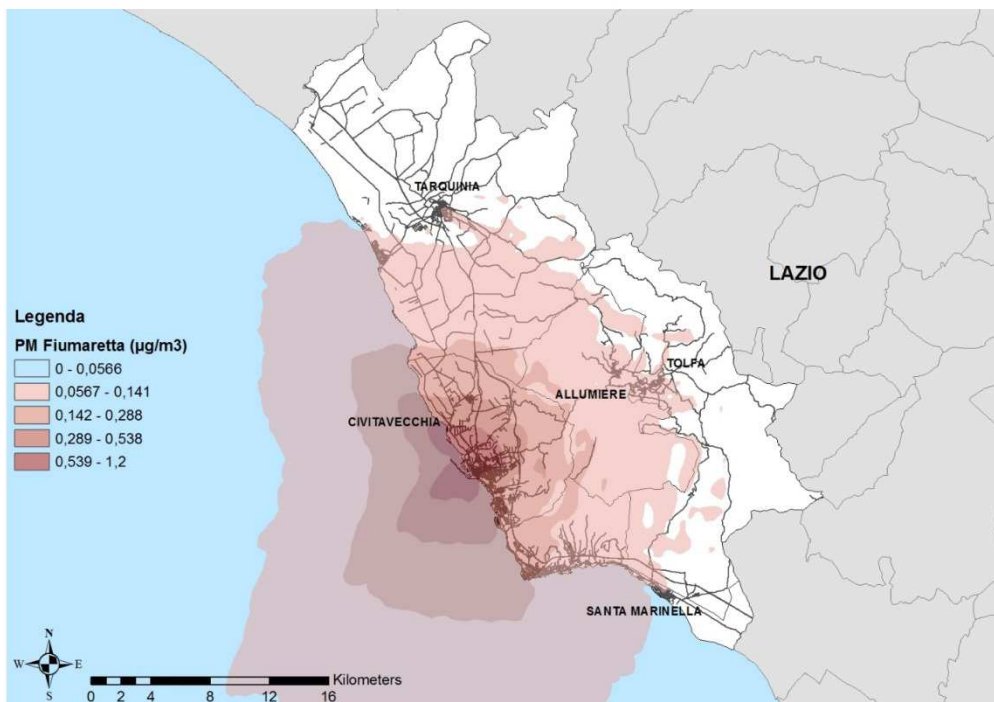 TARQUINIA
LAZIO
Legenda
PM Fiumaretta (µg/m3)
0 - 0,0566
0,0567 - 0,141
0,142 - 0,288
0,289 - 0,538
0,539 - 1,2
TOLFA
ALLUMIERE
CIVITAVECCHIA
SANTA MARINELLA
N
W E
S
Kilometers
0 2 4 8 12 16